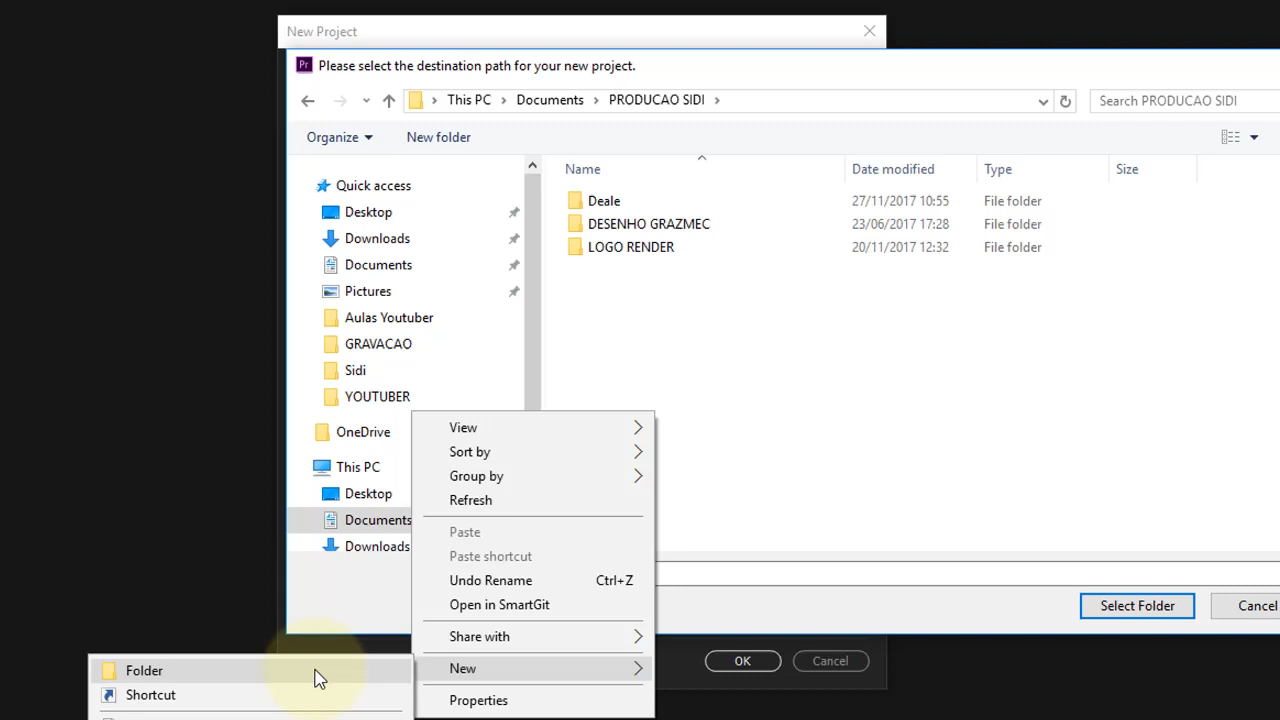 New Project
Pr Please select the destination path for your new project.
This PC Documents PRODUCAO SIDI
Search PRODUCAO SIDI
Organize New folder
Name Date modified Type Size
Quick access
Desktop
Downloads
Documents
Pictures
Aulas Youtuber
GRAVACAO
Sidi
YOUTUBER
OneDrive
This PC
Desktop
Documents
Downloads
Deale 27/11/2017 10:55 File folder
DESENHO GRAZMEC 23/06/2017 17:28 File folder
LOGO RENDER 20/11/2017 12:32 File folder
View
Sort by
Group by
Refresh
Paste
Paste shortcut
Undo Rename Ctrl+Z
Open in SmartGit
Share with
New
Properties
Folder
Shortcut
Select Folder Cancel
OK Cancel